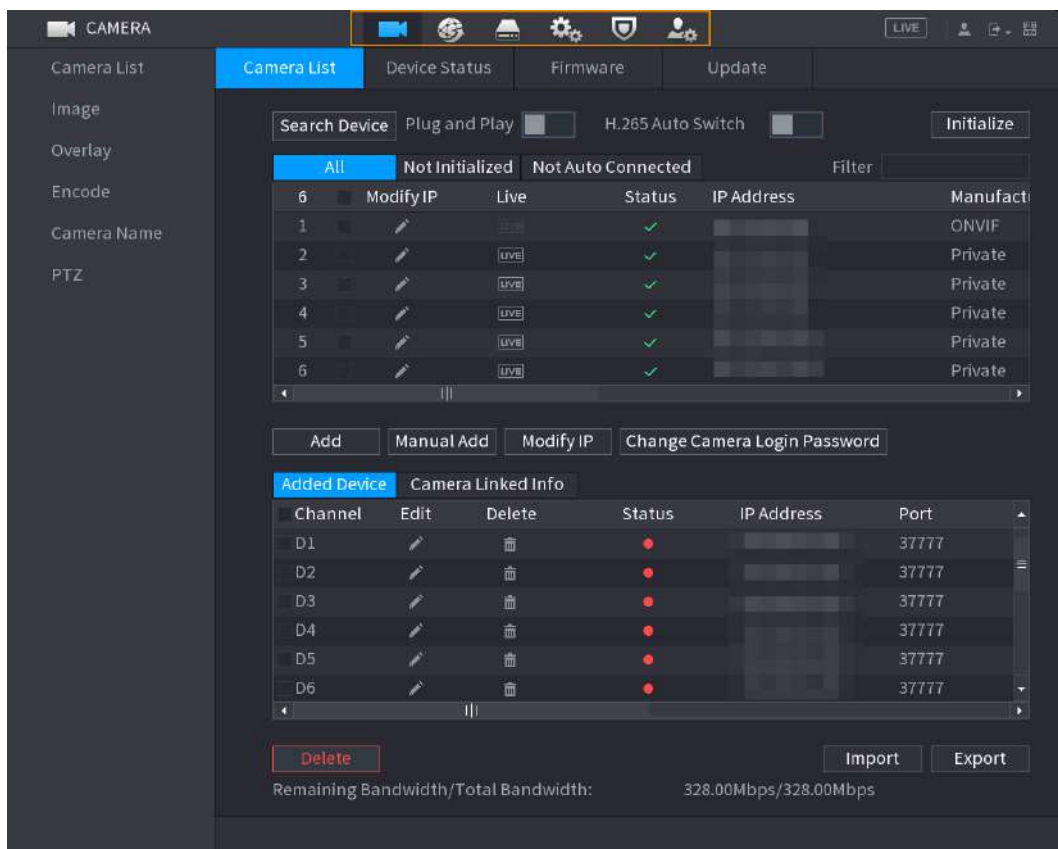 CAMERA LIVE
Camera List
Image
Overlay
Encode
Camera Name
PTZ
Camera List Device Status Firmware Update
Search Device Plug and Play H.265 Auto Switch Initialize
All Not Initialized Not Auto Connected Filter
6 Modify IP Live Status IP Address Manufact
1 ONVIF
2 LIVE Private
3 LIVE Private
4 LIVE Private
5 LIVE Private
6 LIVE Private
Add Manual Add Modify IP Change Camera Login Password
Added Device Camera Linked Info
Channel Edit Delete Status IP Address Port
D1 37777
D2 37777
D3 37777
D4 37777
D5 37777
D6 37777
Delete Import Export
Remaining Bandwidth/Total Bandwidth: 328.00Mbps/328.00Mbps